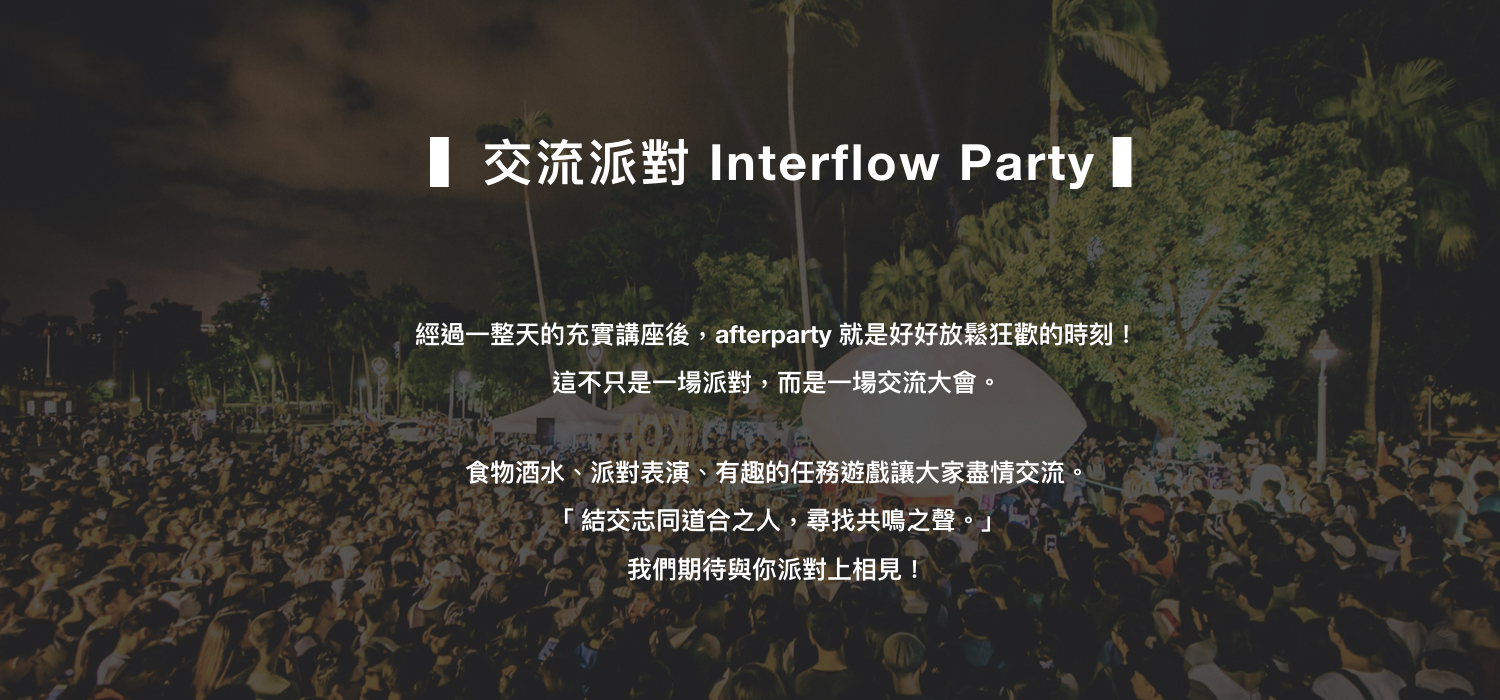 ▌交流派對 Interflow Party▐
經過一整天的充實講座後，afterparty 就是好好放鬆狂歡的時刻！
這不只是一場派對，而是一場交流大會。
食物酒水、派對表演、有趣的任務遊戲讓大家盡情交流。
「 結交志同道合之人，尋找共鳴之聲。」
我們期待與你派對上相見！